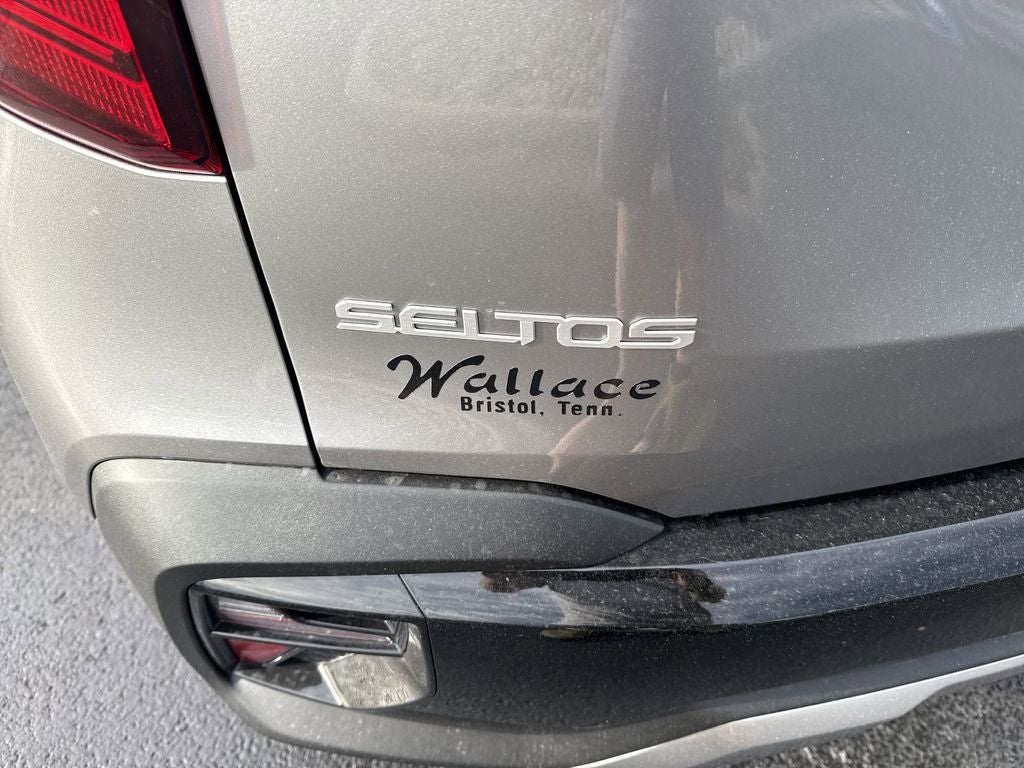 SELTOS
Wallace
Bristol, Tenn.